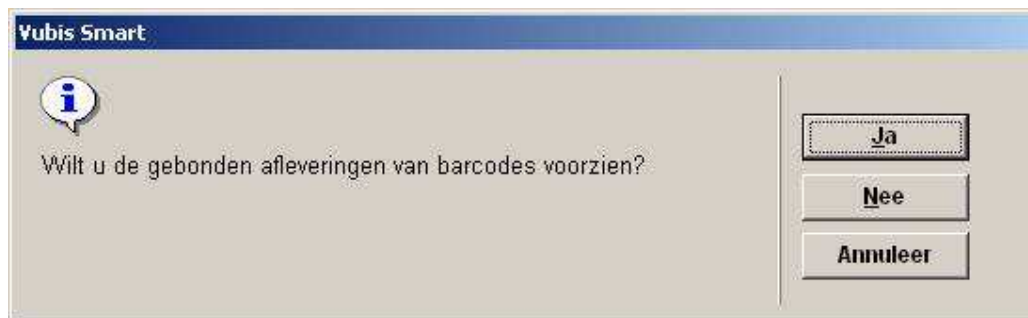 Vubis Smart
Wilt u de gebonden afleveringen van barcodes voorzien?
Ja
Nee
Annuleer